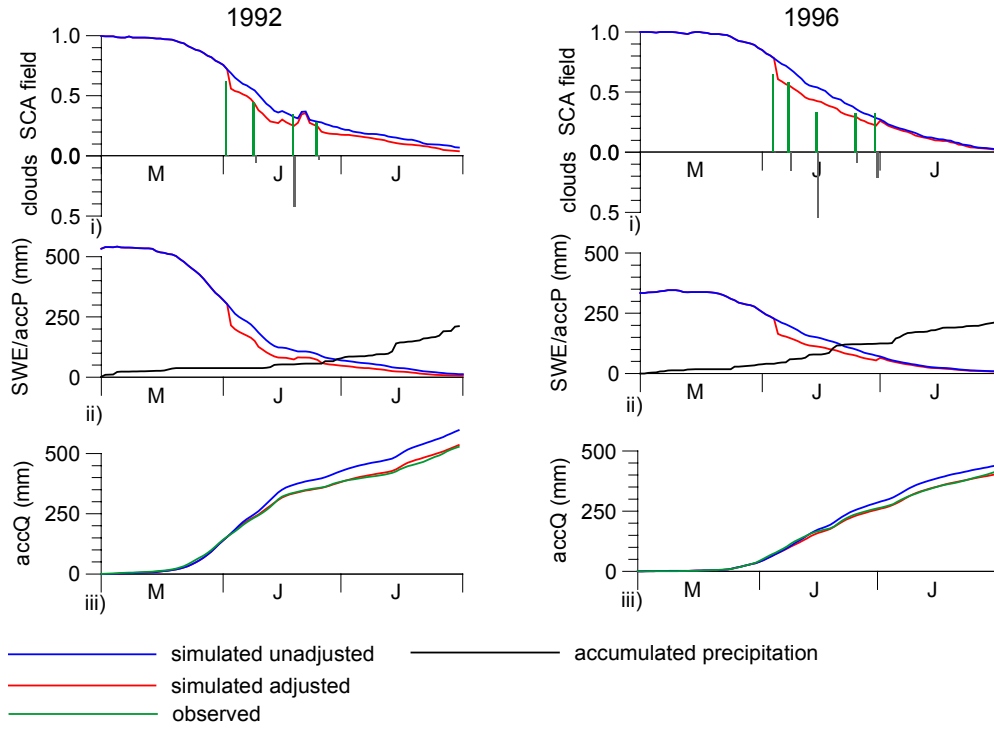 1992
1.0
0.5
0.0
0.5
SCA field
clouds
M
J
J
i)
500
250
0
SWE/accP (mm)
M
J
J
ii)
500
250
0
accQ (mm)
M
J
J
iii)
1996
1.0
0.5
0.0
0.5
SCA field
clouds
M
J
J
i)
500
250
0
SWE/accP (mm)
M
J
J
ii)
500
250
0
accQ (mm)
M
J
J
iii)
simulated unadjusted
accumulated precipitation
simulated adjusted
observed